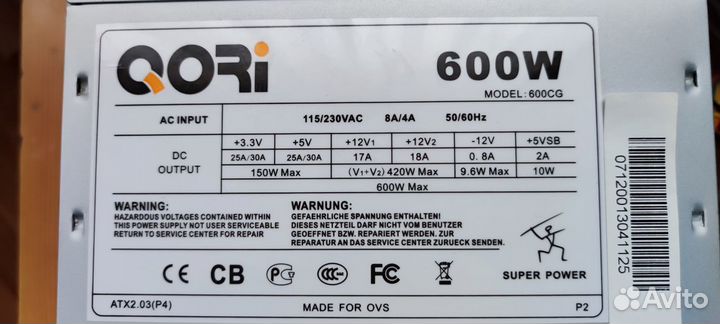 QORi
600W
MODEL: 600CG
AC INPUT 115/230VAC 8A/4A 50/60Hz
DC OUTPUT
+3.3V +5V +12V1 +12V2 -12V +5VSB
25A/30A 25A/30A 17A 18A 0.8A 2A
150W Max (V1+V2) 420W Max 9.6W Max 10W
600W Max
WARNING:
HAZARDOUS VOLTAGES CONTAINED WITHIN
THIS POWER SUPPLY NOT USER SERVICEABLE
RETURN TO SERVICE CENTER FOR REPAIR
WARNUNG:
GEFAHRLICHE SPANNUNG ENTHALTEN!
DIESES NETZTEIL DARF NICHT VOM BENUTZER
GEOEFFNET BZW. REPARIERT WERDEN. ZUR
REPARATUR AN DAS SERVICE CENTER ZURUECK SENDEN.
CE CB PC CCC FC
SUPER POWER
ATX2.03(P4)
MADE FOR OVS
P2
07120013041125
Avito